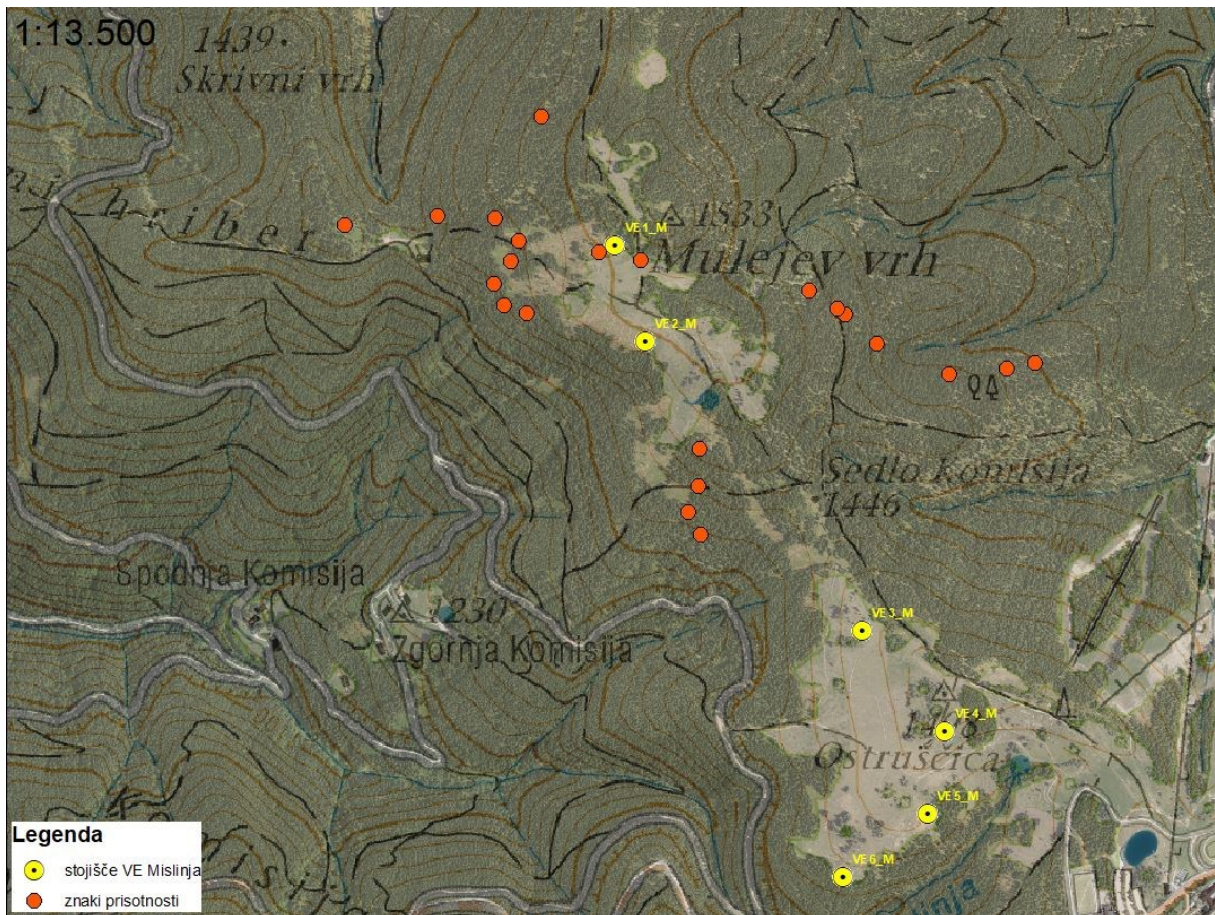 1:13.500
1439
Skrivni vrh
hriber
1533
VE1_M
Mulejev vrh
VE2_M
Sedlo Komisija
1446
Spodnja Komisija
1230
Zgornja Komisija
VE3_M
VE4_M
Ostruščica
VE5_M
VE6_M
Legenda
stojišče VE Mislinja
znaki prisotnosti